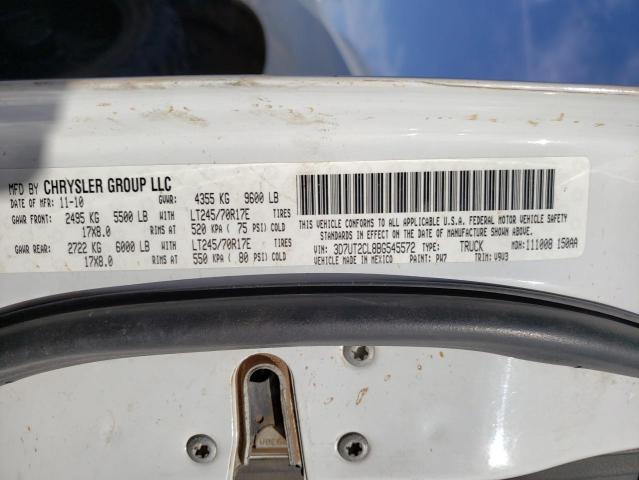 MFD BY CHRYSLER GROUP LLC
DATE OF MFR: 11-10 GVWR: 4355 KG 9600 LB
GAWR FRONT: 2495 KG 5500 LB WITH LT245/70R17E TIRES
17X8.0 RIMS AT 520 KPA ( 75 PSI) COLD
GAWR REAR: 2722 KG 6000 LB WITH LT245/70R17E TIRES
17X8.0 RIMS AT 550 KPA ( 80 PSI) COLD
THIS VEHICLE CONFORMS TO ALL APPLICABLE U.S.A. FEDERAL MOTOR VEHICLE SAFETY
STANDARDS IN EFFECT ON THE DATE OF MANUFACTURE SHOWN ABOVE.
VIN: 3D7UT2CL8BG545572 TYPE: TRUCK MDH: 111008 150AA
VEHICLE MADE IN MEXICO PAINT: PW7 TRIM: V9V3